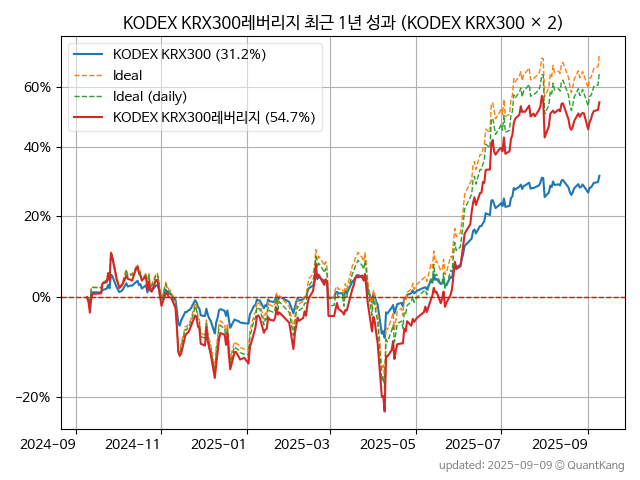 KODEX KRX300레버리지 최근 1년 성과 (KODEX KRX300 × 2)
KODEX KRX300 (31.2%)
Ideal
Ideal (daily)
KODEX KRX300레버리지 (54.7%)
60%
40%
20%
0%
−20%
2024-09
2024-11
2025-01
2025-03
2025-05
2025-07
2025-09
updated: 2025-09-09 © QuantKang